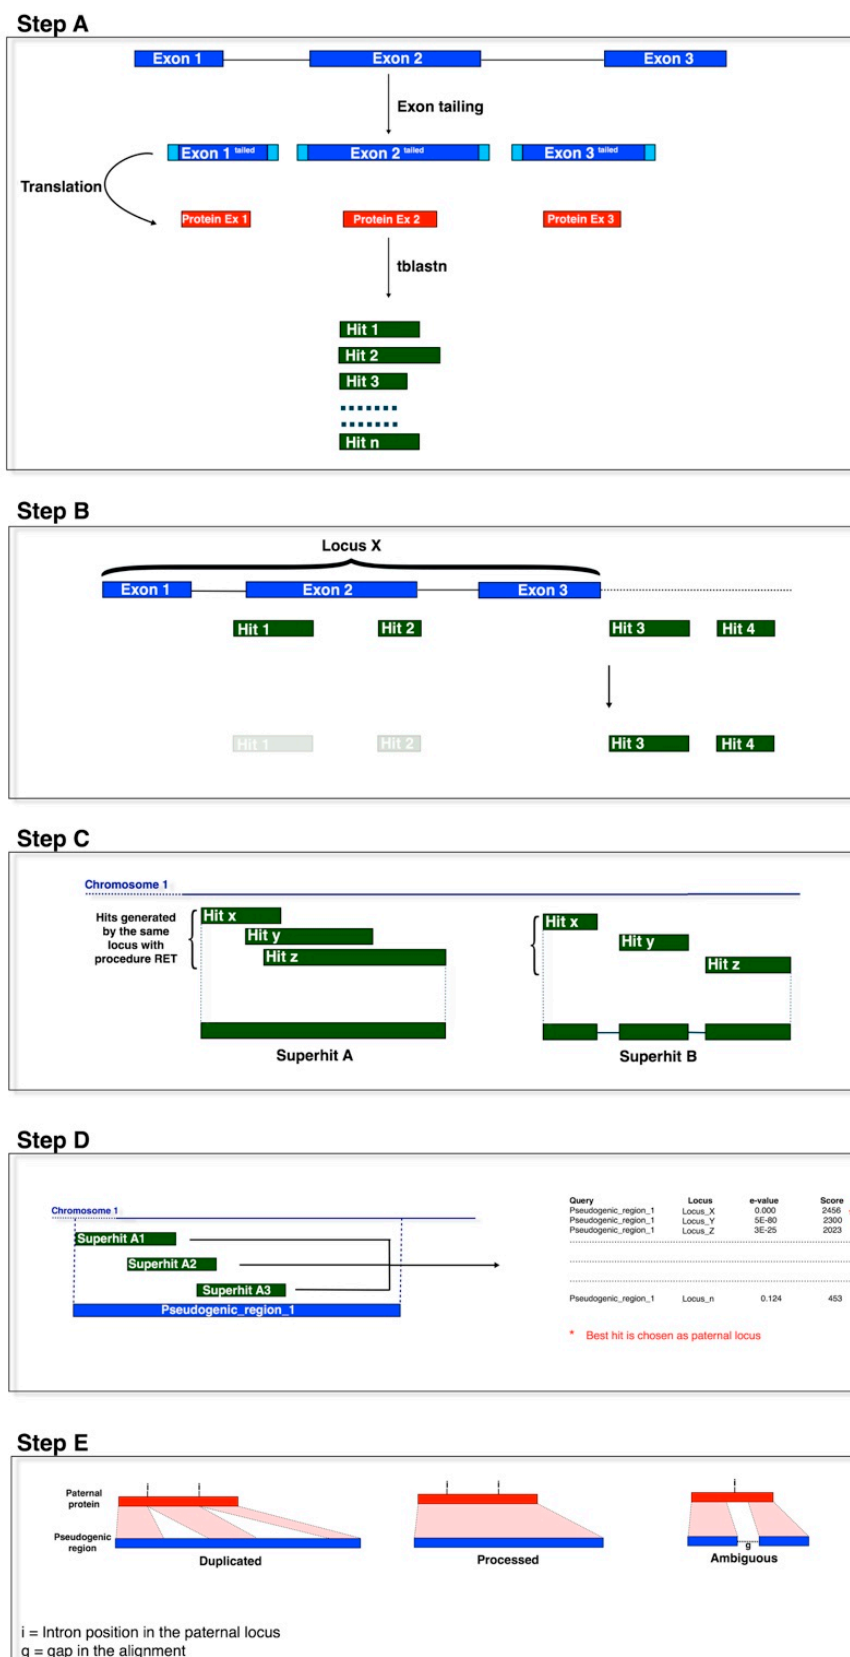 Step A
Exon 1
Exon 2
Exon 3
Exon tailing
Exon 1 tailed
Exon 2 tailed
Exon 3 tailed
Translation
Protein Ex 1
Protein Ex 2
Protein Ex 3
tblastn
Hit 1
Hit 2
Hit 3
Hit n
Step B
Locus X
Exon 1
Exon 2
Exon 3
Hit 1
Hit 2
Hit 3
Hit 4
Hit 1
Hit 2
Hit 3
Hit 4
Step C
Chromosome 1
Hits generated
by the same
locus with
procedure RET
Hit x
Hit y
Hit z
Superhit A
Hit x
Hit y
Hit z
Superhit B
Step D
Chromosome 1
Superhit A1
Superhit A2
Superhit A3
Pseudogenic_region_1
Query Locus e-value Score
Pseudogenic_region_1 Locus_X 0.000 2456
Pseudogenic_region_1 Locus_Y 5E-80 2300
Pseudogenic_region_1 Locus_Z 3E-25 2023
Pseudogenic_region_1 Locus_n 0.124 453
* Best hit is chosen as paternal locus
Step E
Paternal
protein
Pseudogenic
region
i
i
Duplicated
i
i
Processed
i
g
Ambiguous
i = Intron position in the paternal locus
g = gap in the alignment